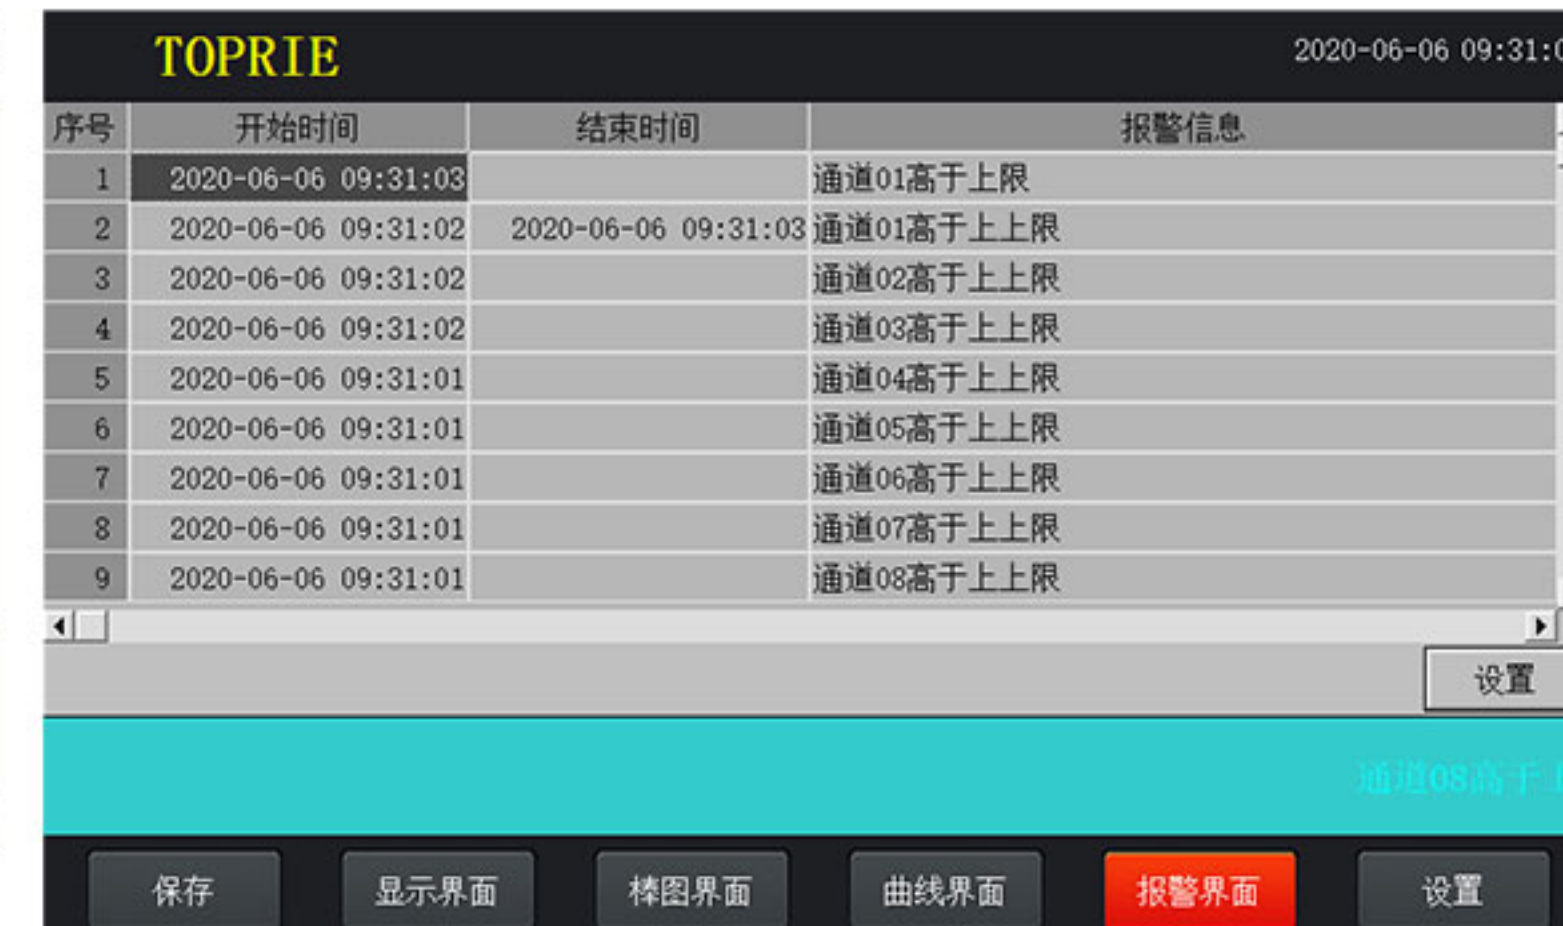 TOPRIE 2020-06-06 09:31:0
序号 开始时间 结束时间 报警信息
1 2020-06-06 09:31:03 通道01高于上限
2 2020-06-06 09:31:02 2020-06-06 09:31:03 通道01高于上上限
3 2020-06-06 09:31:02 通道02高于上上限
4 2020-06-06 09:31:02 通道03高于上上限
5 2020-06-06 09:31:01 通道04高于上上限
6 2020-06-06 09:31:01 通道05高于上上限
7 2020-06-06 09:31:01 通道06高于上上限
8 2020-06-06 09:31:01 通道07高于上上限
9 2020-06-06 09:31:01 通道08高于上上限
设置
通道08高于上
保存 显示界面 棒图界面 曲线界面 报警界面 设置